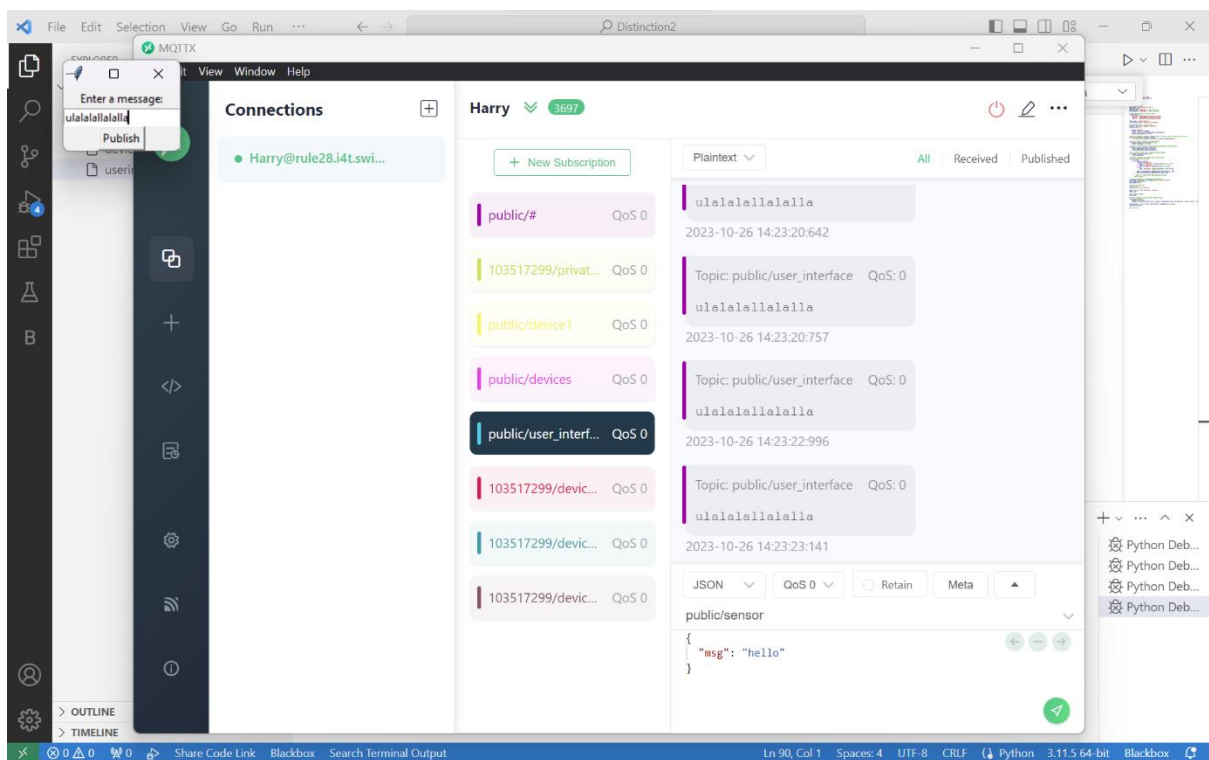 File Edit Selection View Go Run ··· Distinction2
MQTTX
View Window Help
Enter a message:
ulalalallalalla
Publish
Connections
Harry 3697
Harry@rule28.i4t.swi...
+ New Subscription
public/# QoS 0
103517299/privat... QoS 0
public/device1 QoS 0
public/devices QoS 0
public/user_interf... QoS 0
103517299/devic... QoS 0
103517299/devic... QoS 0
103517299/devic... QoS 0
Plaintext All Received Published
ulalalallalalla
2023-10-26 14:23:20:642
Topic: public/user_interface QoS: 0
ulalalallalalla
2023-10-26 14:23:20:757
Topic: public/user_interface QoS: 0
ulalalallalalla
2023-10-26 14:23:22:996
Topic: public/user_interface QoS: 0
ulalalallalalla
2023-10-26 14:23:23:141
JSON QoS 0 Retain Meta
public/sensor
{
"msg": "hello"
}
Python Deb...
Python Deb...
Python Deb...
Python Deb...
4
B
> OUTLINE
> TIMELINE
0 0 0 Share Code Link Blackbox Search Terminal Output Ln 90, Col 1 Spaces: 4 UTF-8 CRLF Python 3.11.5 64-bit Blackbox